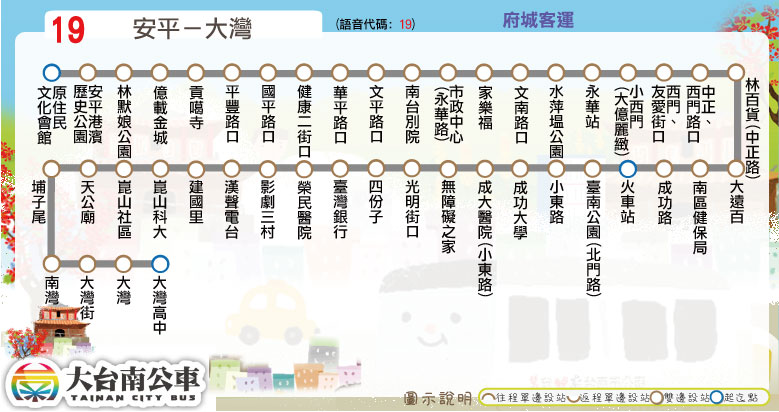 19
安平－大灣
(語音代碼: 19)
府城客運
原住民文化會館
安平港濱歷史公園
林默娘公園
億載金城
貢噶寺
平豐路口
國平路口
健康二街口
華平路口
文平路口
南台別院
市政中心(永華路)
家樂福
文南路口
水萍塭公園
永華站
小西門(大億麗緻)
友愛街口
西門、
西門路口
中正、
林百貨(中正路)
大遠百
南區健保局
成功路
火車站
臺南公園(北門路)
小東路
成功大學
成大醫院(小東路)
無障礙之家
光明街口
四份子
臺灣銀行
榮民醫院
影劇三村
漢聲電台
建國里
崑山科大
崑山社區
天公廟
埔子尾
南灣
大灣街
大灣
大灣高中
大台南公車
TAINAN CITY BUS
圖示說明
往程單邊設站
返程單邊設站
雙邊設站
起迄點